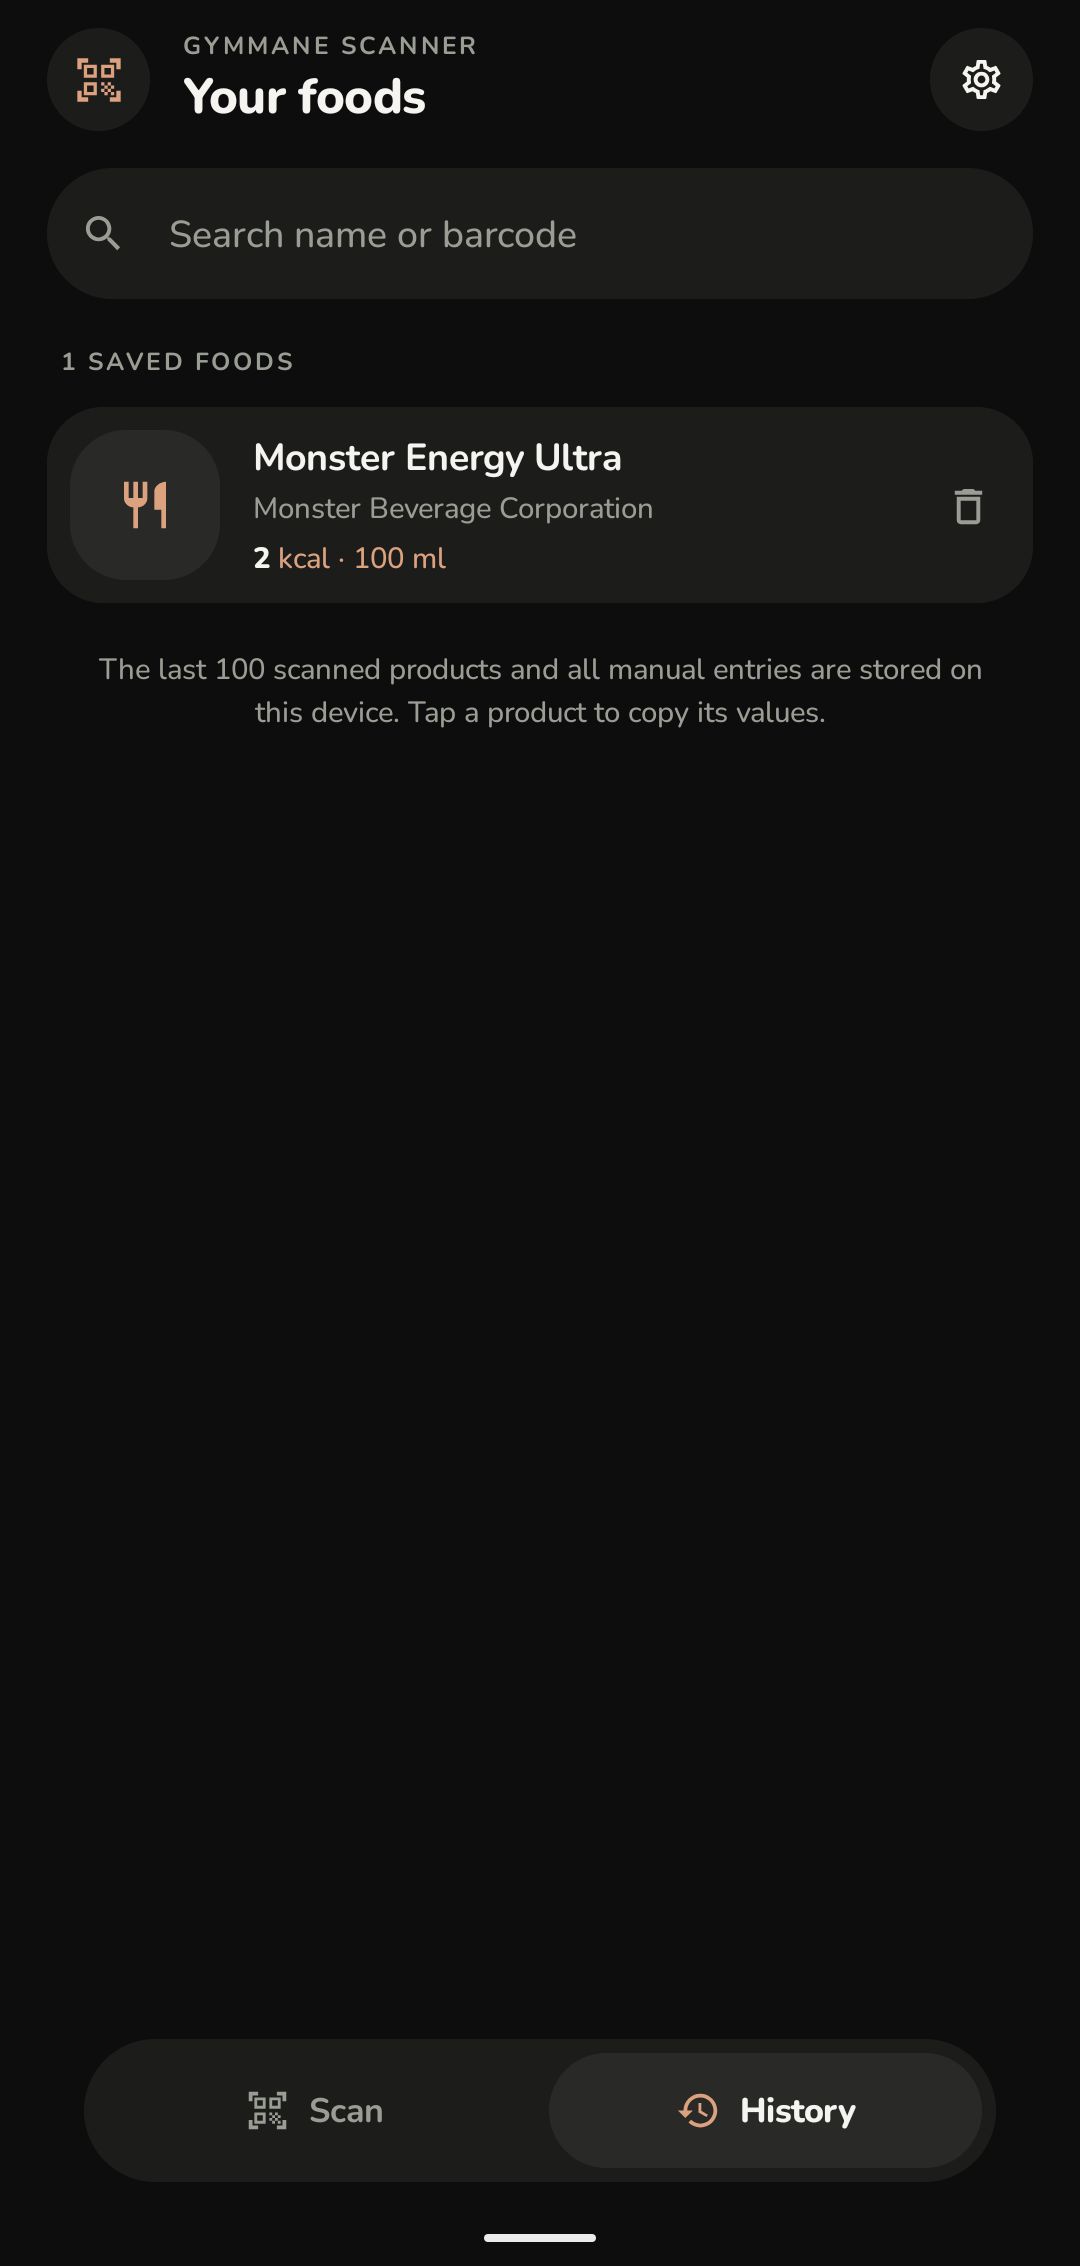 GYMMANE SCANNER
Your foods
Search name or barcode
1 SAVED FOODS
Monster Energy Ultra
Monster Beverage Corporation
2 kcal · 100 ml
The last 100 scanned products and all manual entries are stored on
this device. Tap a product to copy its values.
Scan
History